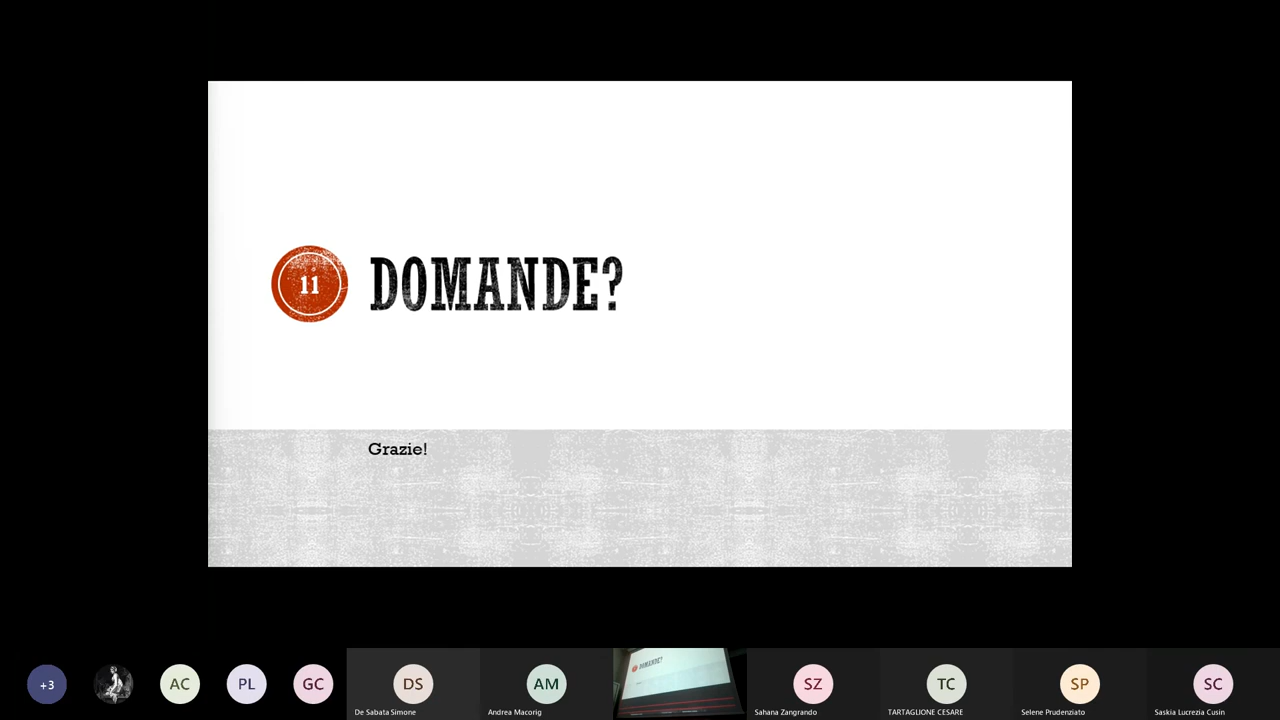 11
DOMANDE?
Grazie!
+3
AC
PL
GC
DS
De Sabata Simone
AM
Andrea Macorig
DOMANDE?
SZ
Sahana Zangrando
TC
TARTAGLIONE CESARE
SP
Selene Prudenziato
SC
Saskia Lucrezia Cusin